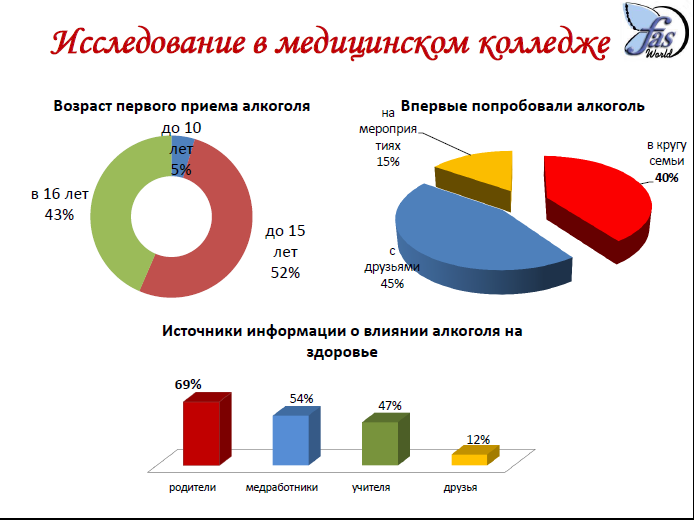 Исследование в медицинском колледже
fas
World
Возраст первого приема алкоголя
до 10
лет
5%
в 16 лет
43%
до 15
лет
52%
Впервые попробовали алкоголь
на
меропри
тиях
15%
в кругу
семьи
40%
с
друзьями
45%
Источники информации о влиянии алкоголя на
здоровье
69%
54%
47%
12%
родители
медработники
учителя
друзья